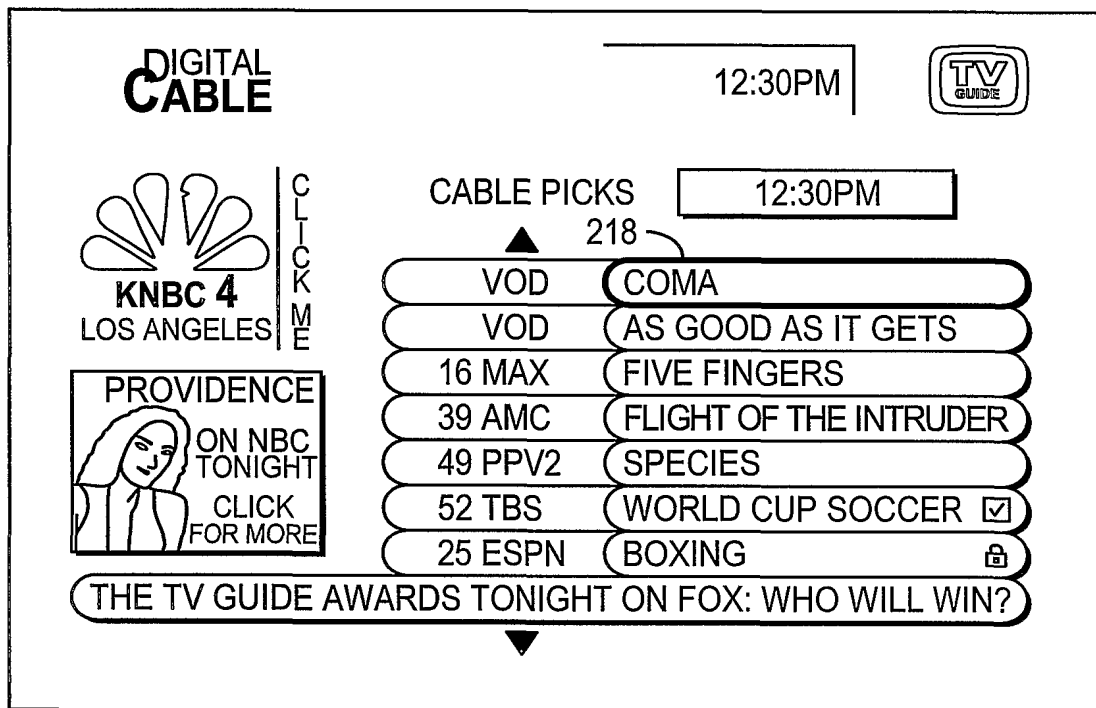 DIGITAL
CABLE
12:30PM
TV
GUIDE
KNBC 4
LOS ANGELES
CLICK ME
PROVIDENCE
ON NBC
TONIGHT
CLICK
FOR MORE
CABLE PICKS 12:30PM
218
VOD COMA
VOD AS GOOD AS IT GETS
16 MAX FIVE FINGERS
39 AMC FLIGHT OF THE INTRUDER
49 PPV2 SPECIES
52 TBS WORLD CUP SOCCER
25 ESPN BOXING
THE TV GUIDE AWARDS TONIGHT ON FOX: WHO WILL WIN?